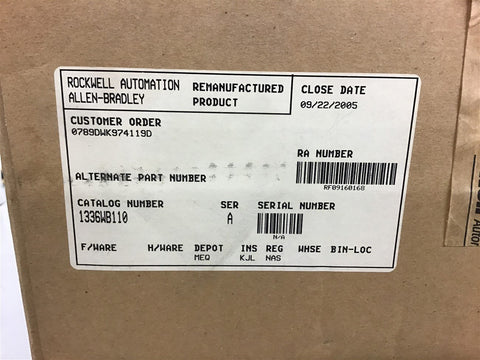 ROCKWELL AUTOMATION
ALLEN-BRADLEY
REMANUFACTURED
PRODUCT
CLOSE DATE
09/22/2005
CUSTOMER ORDER
0789DWK974119D
RA NUMBER
RF09160168
ALTERNATE PART NUMBER
CATALOG NUMBER SER SERIAL NUMBER
1336WB110 A
N/A
F/WARE H/WARE DEPOT INS REG WHSE BIN-LOC
MEQ KJL NAS